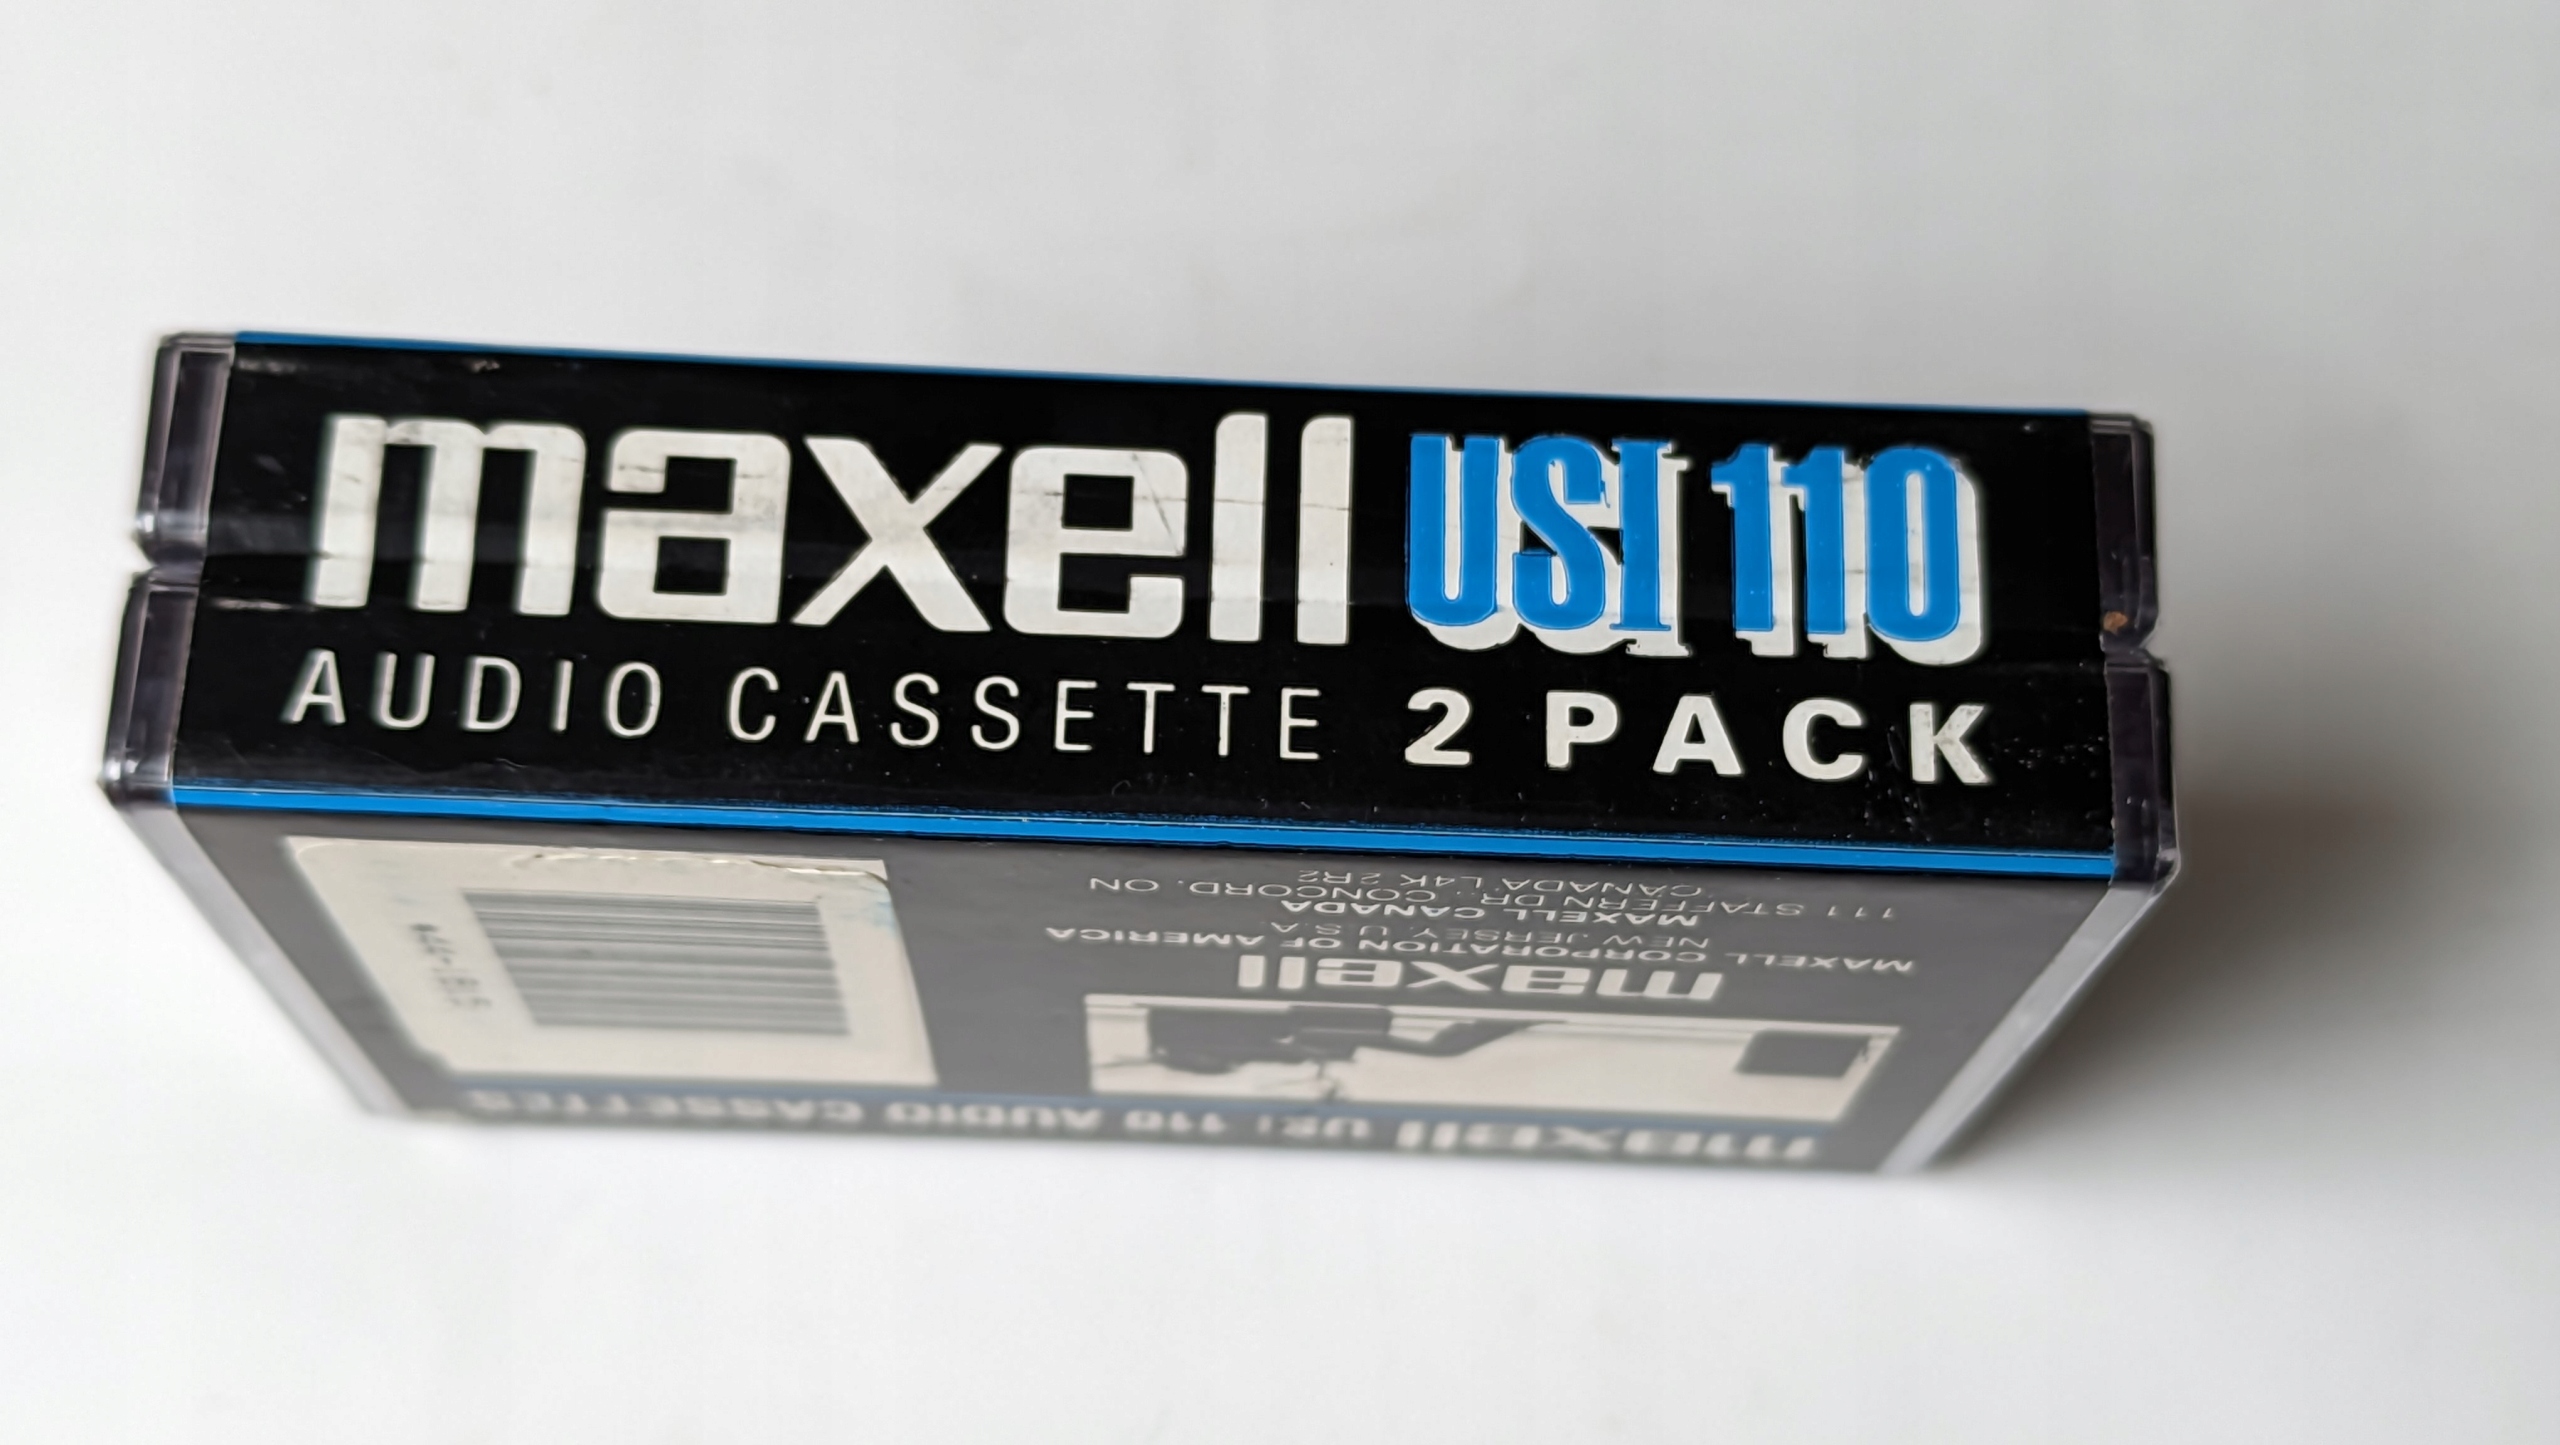 maxell USI 110
AUDIO CASSETTE 2 PACK
maxell USI 110 AUDIO CASSETTES
maxell
MAXELL CORPORATION OF AMERICA
NEW JERSEY, U.S.A.
MAXELL CANADA
111 STAFFERN DR., CONCORD, ON
CANADA L4K 2R2